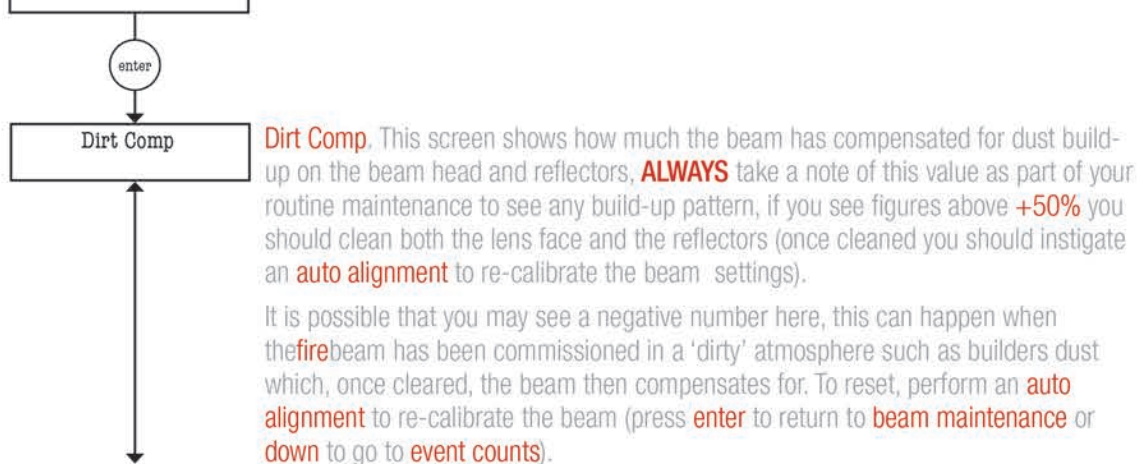 enter
Dirt Comp
Dirt Comp. This screen shows how much the beam has compensated for dust build-
up on the beam head and reflectors, ALWAYS take a note of this value as part of your
routine maintenance to see any build-up pattern, if you see figures above +50% you
should clean both the lens face and the reflectors (once cleaned you should instigate
an auto alignment to re-calibrate the beam settings).
It is possible that you may see a negative number here, this can happen when
thefirebeam has been commissioned in a ‘dirty’ atmosphere such as builders dust
which, once cleared, the beam then compensates for. To reset, perform an auto
alignment to re-calibrate the beam (press enter to return to beam maintenance or
down to go to event counts).